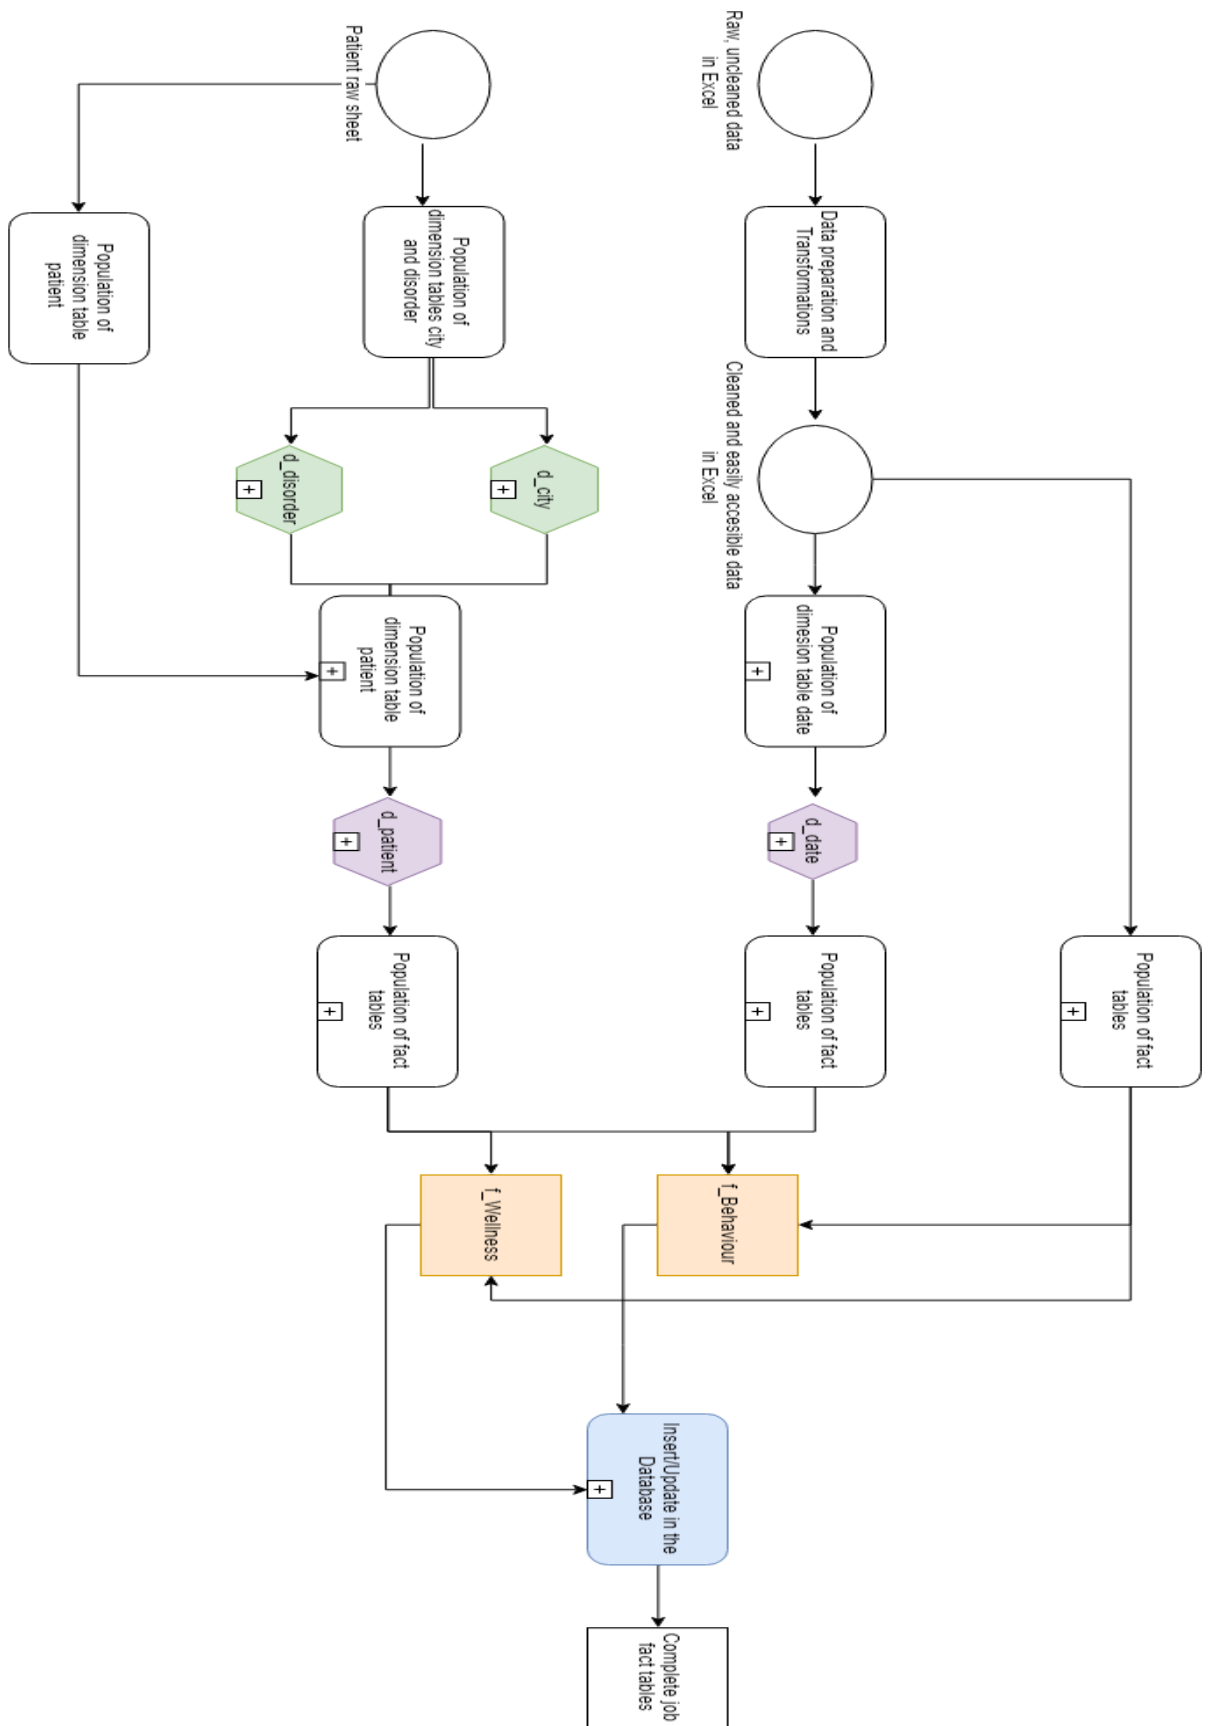 Raw, uncleaned data
in Excel
Data preparation and
Transformations
Cleaned and easily accesible data
in Excel
Population of
dimesion table date
+
d_date
+
Population of fact
tables
+
Population of fact
tables
+
Patient raw sheet
Population of
dimension tables city
and disorder
d_city
+
d_disorder
+
Population of
dimension table
patient
Population of
dimension table
patient
+
d_patient
+
Population of fact
tables
+
f_Behaviour
f_Wellness
Insert/Update in the
Database
+
Complete job
fact tables